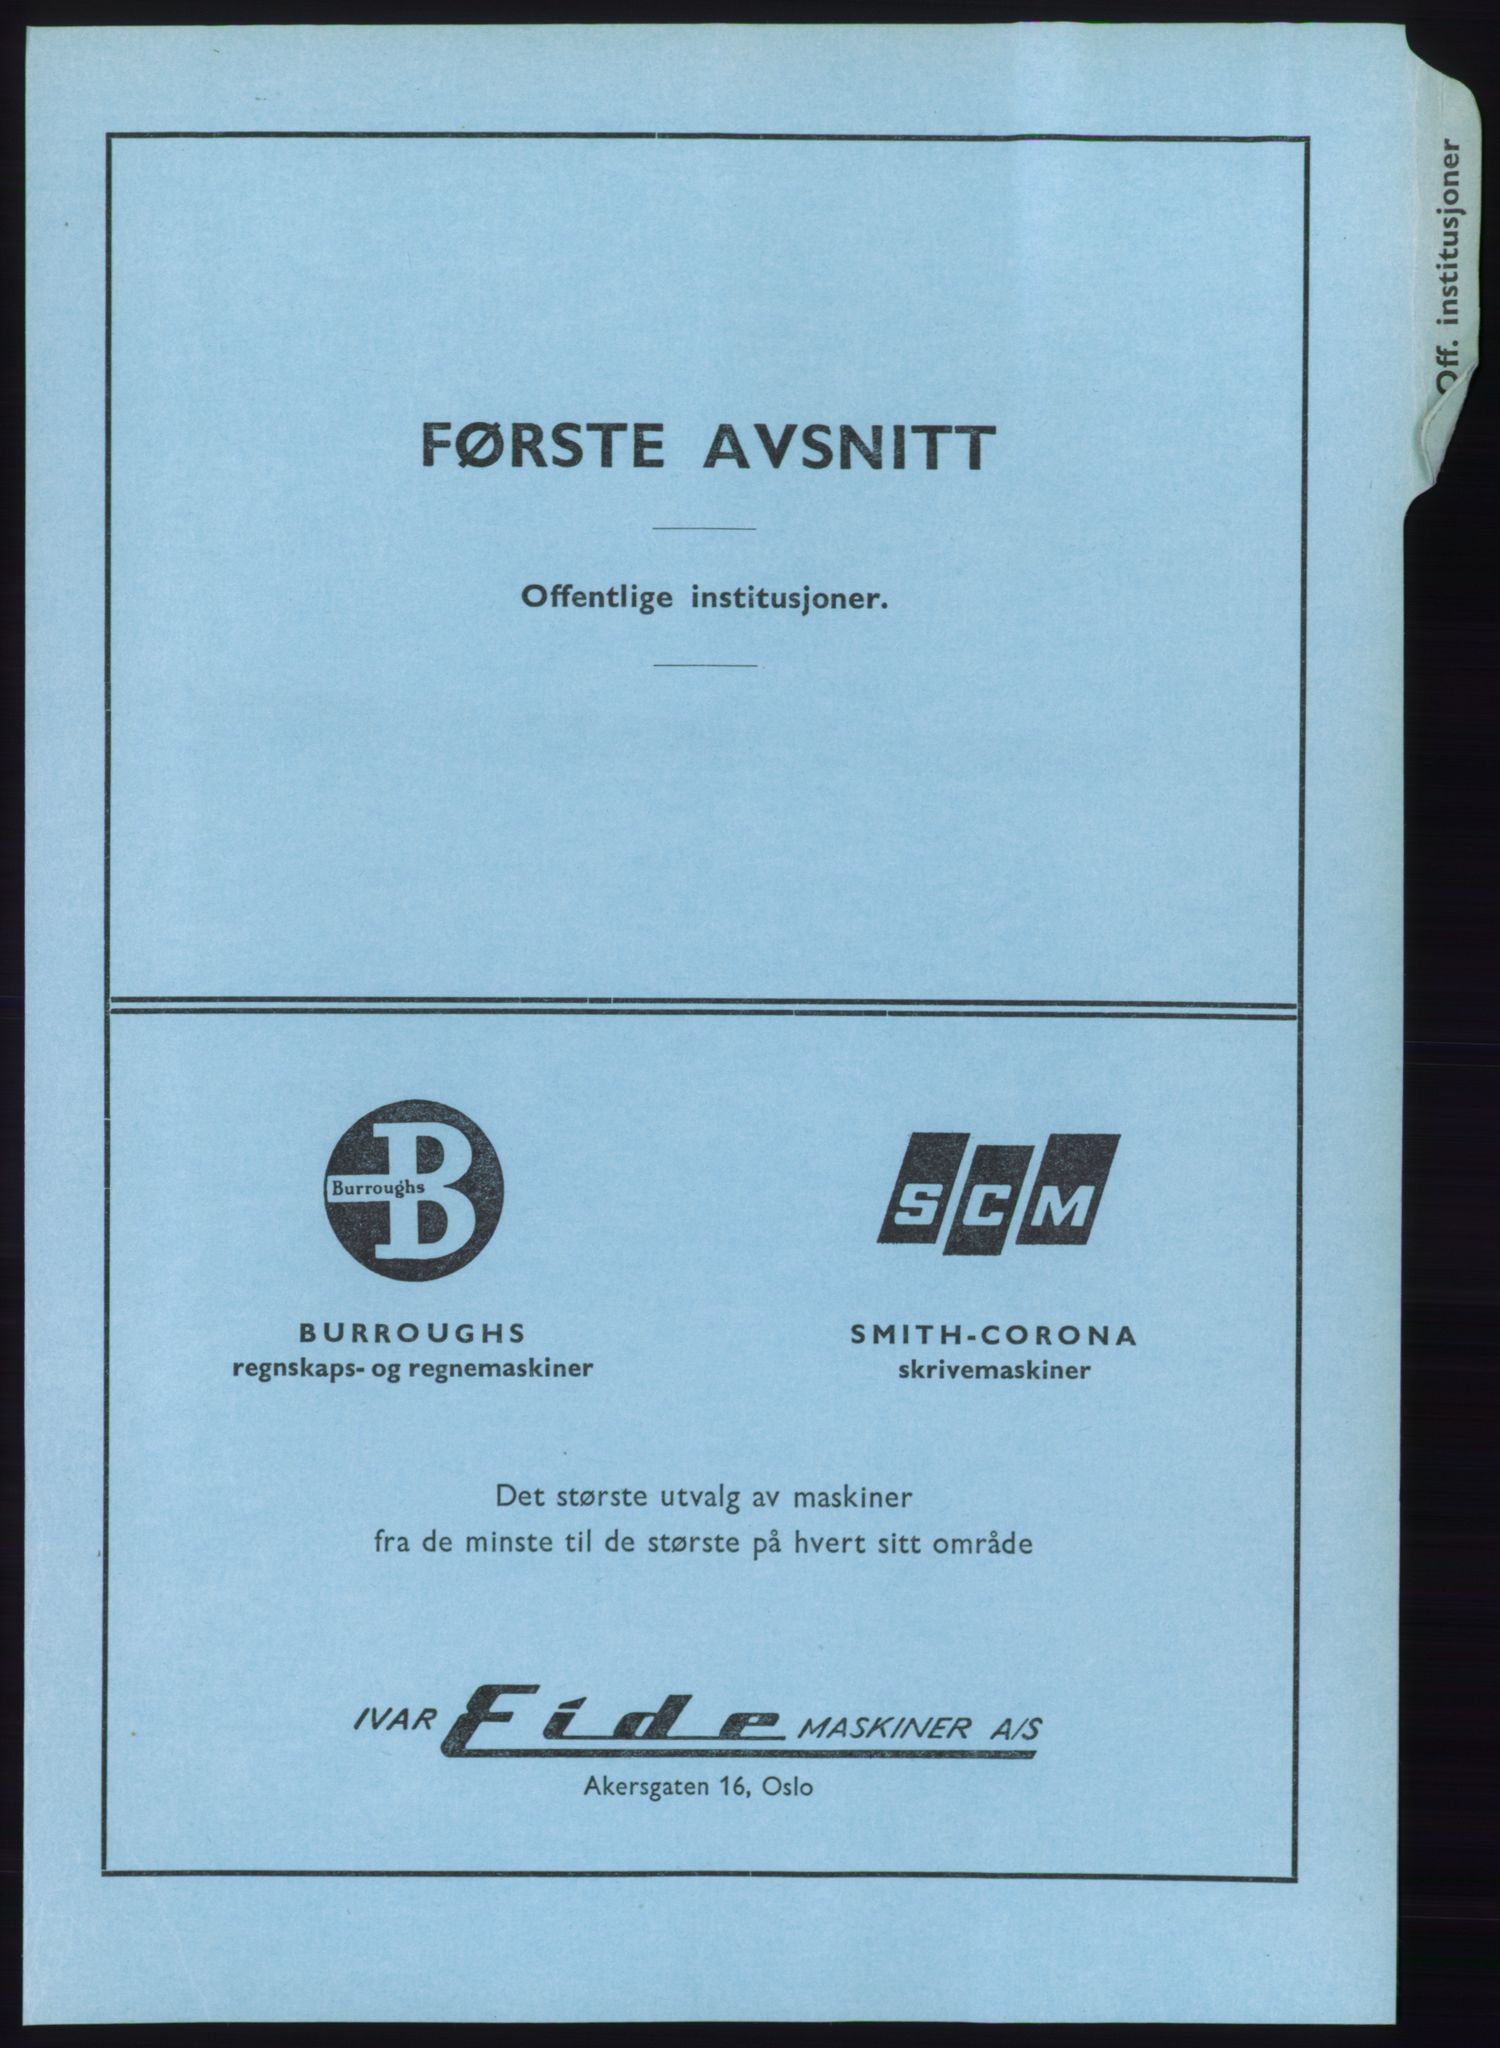 Off. institusjoner
FØRSTE AVSNITT
Offentlige institusjoner.
Burroughs
B
SCM
BURROUGHS
regnskaps- og regnemaskiner
SMITH-CORONA
skrivemaskiner
Det største utvalg av maskiner
fra de minste til de største på hvert sitt område
IVAR Eide MASKINER A/S
Akersgaten 16, Oslo